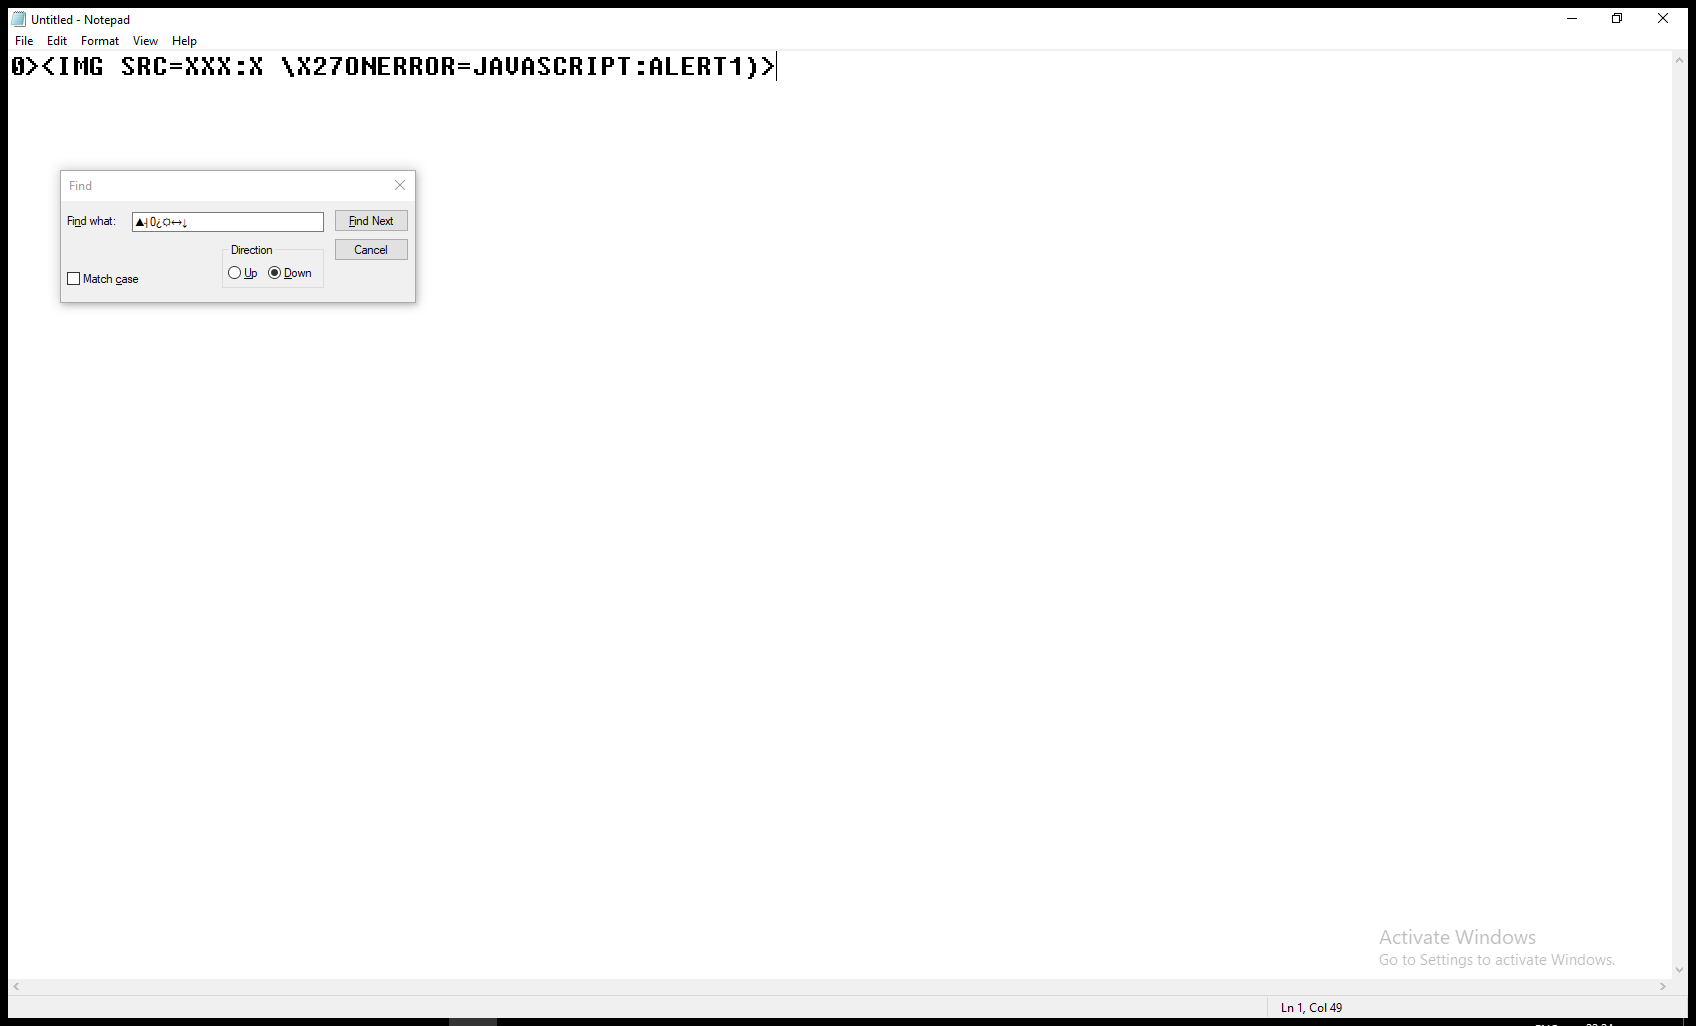 Untitled - Notepad
File Edit Format View Help
0><IMG SRC=XXX:X \X27ONERROR=JAVASCRIPT:ALERT1)>
Find
Find what: ▲┤0¿☼↔↓ Find Next
Direction Cancel
Up Down
Match case
Activate Windows
Go to Settings to activate Windows.
Ln 1, Col 49